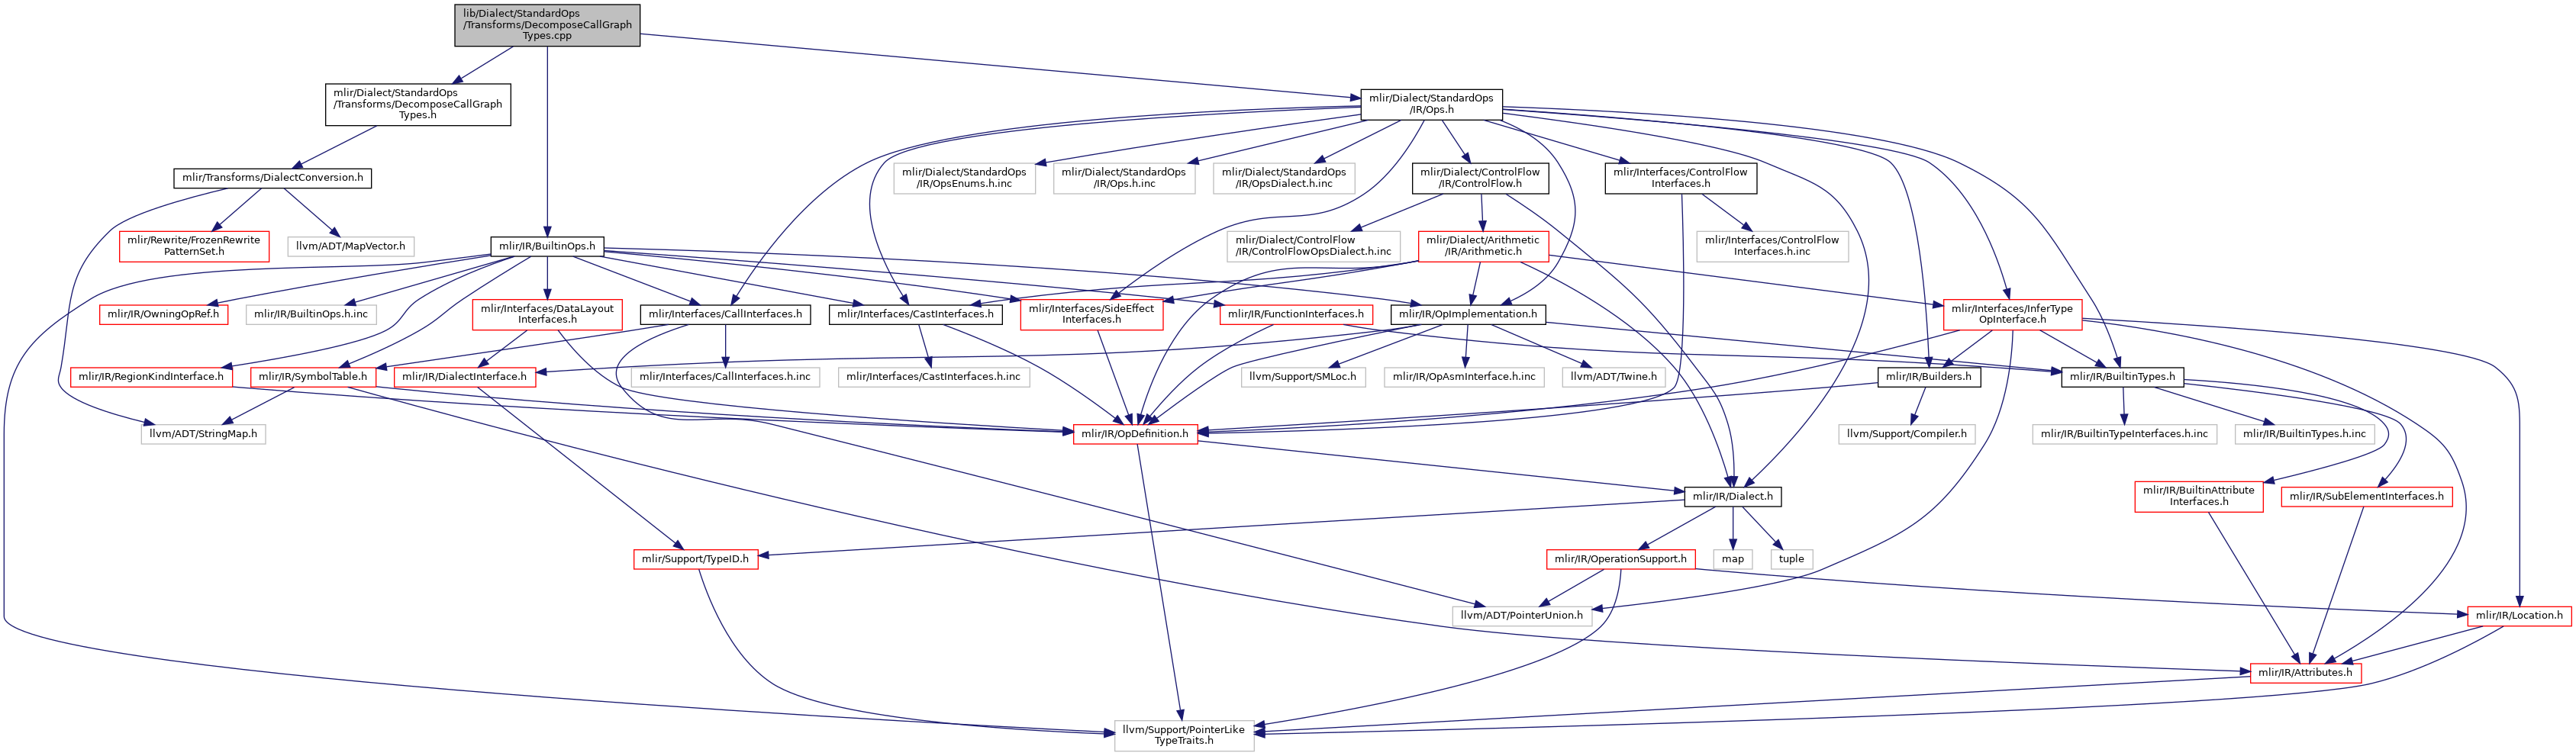 lib/Dialect/StandardOps
/Transforms/DecomposeCallGraph
Types.cpp
mlir/Dialect/StandardOps
/Transforms/DecomposeCallGraph
Types.h
mlir/Dialect/StandardOps
/IR/Ops.h
mlir/Transforms/DialectConversion.h
mlir/Dialect/StandardOps
/IR/OpsEnums.h.inc
mlir/Dialect/StandardOps
/IR/Ops.h.inc
mlir/Dialect/StandardOps
/IR/OpsDialect.h.inc
mlir/Dialect/ControlFlow
/IR/ControlFlow.h
mlir/Interfaces/ControlFlow
Interfaces.h
mlir/Rewrite/FrozenRewrite
PatternSet.h
llvm/ADT/MapVector.h
mlir/IR/BuiltinOps.h
mlir/Dialect/ControlFlow
/IR/ControlFlowOpsDialect.h.inc
mlir/Dialect/Arithmetic
/IR/Arithmetic.h
mlir/Interfaces/ControlFlow
Interfaces.h.inc
mlir/IR/OwningOpRef.h
mlir/IR/BuiltinOps.h.inc
mlir/Interfaces/DataLayout
Interfaces.h
mlir/Interfaces/CallInterfaces.h
mlir/Interfaces/CastInterfaces.h
mlir/Interfaces/SideEffect
Interfaces.h
mlir/IR/FunctionInterfaces.h
mlir/IR/OpImplementation.h
mlir/Interfaces/InferType
OpInterface.h
mlir/IR/RegionKindInterface.h
mlir/IR/SymbolTable.h
mlir/IR/DialectInterface.h
mlir/Interfaces/CallInterfaces.h.inc
mlir/Interfaces/CastInterfaces.h.inc
llvm/Support/SMLoc.h
mlir/IR/OpAsmInterface.h.inc
llvm/ADT/Twine.h
mlir/IR/Builders.h
mlir/IR/BuiltinTypes.h
llvm/ADT/StringMap.h
mlir/IR/OpDefinition.h
llvm/Support/Compiler.h
mlir/IR/BuiltinTypeInterfaces.h.inc
mlir/IR/BuiltinTypes.h.inc
mlir/IR/Dialect.h
mlir/IR/BuiltinAttribute
Interfaces.h
mlir/IR/SubElementInterfaces.h
mlir/Support/TypeID.h
mlir/IR/OperationSupport.h
map
tuple
llvm/ADT/PointerUnion.h
mlir/IR/Location.h
mlir/IR/Attributes.h
llvm/Support/PointerLike
TypeTraits.h